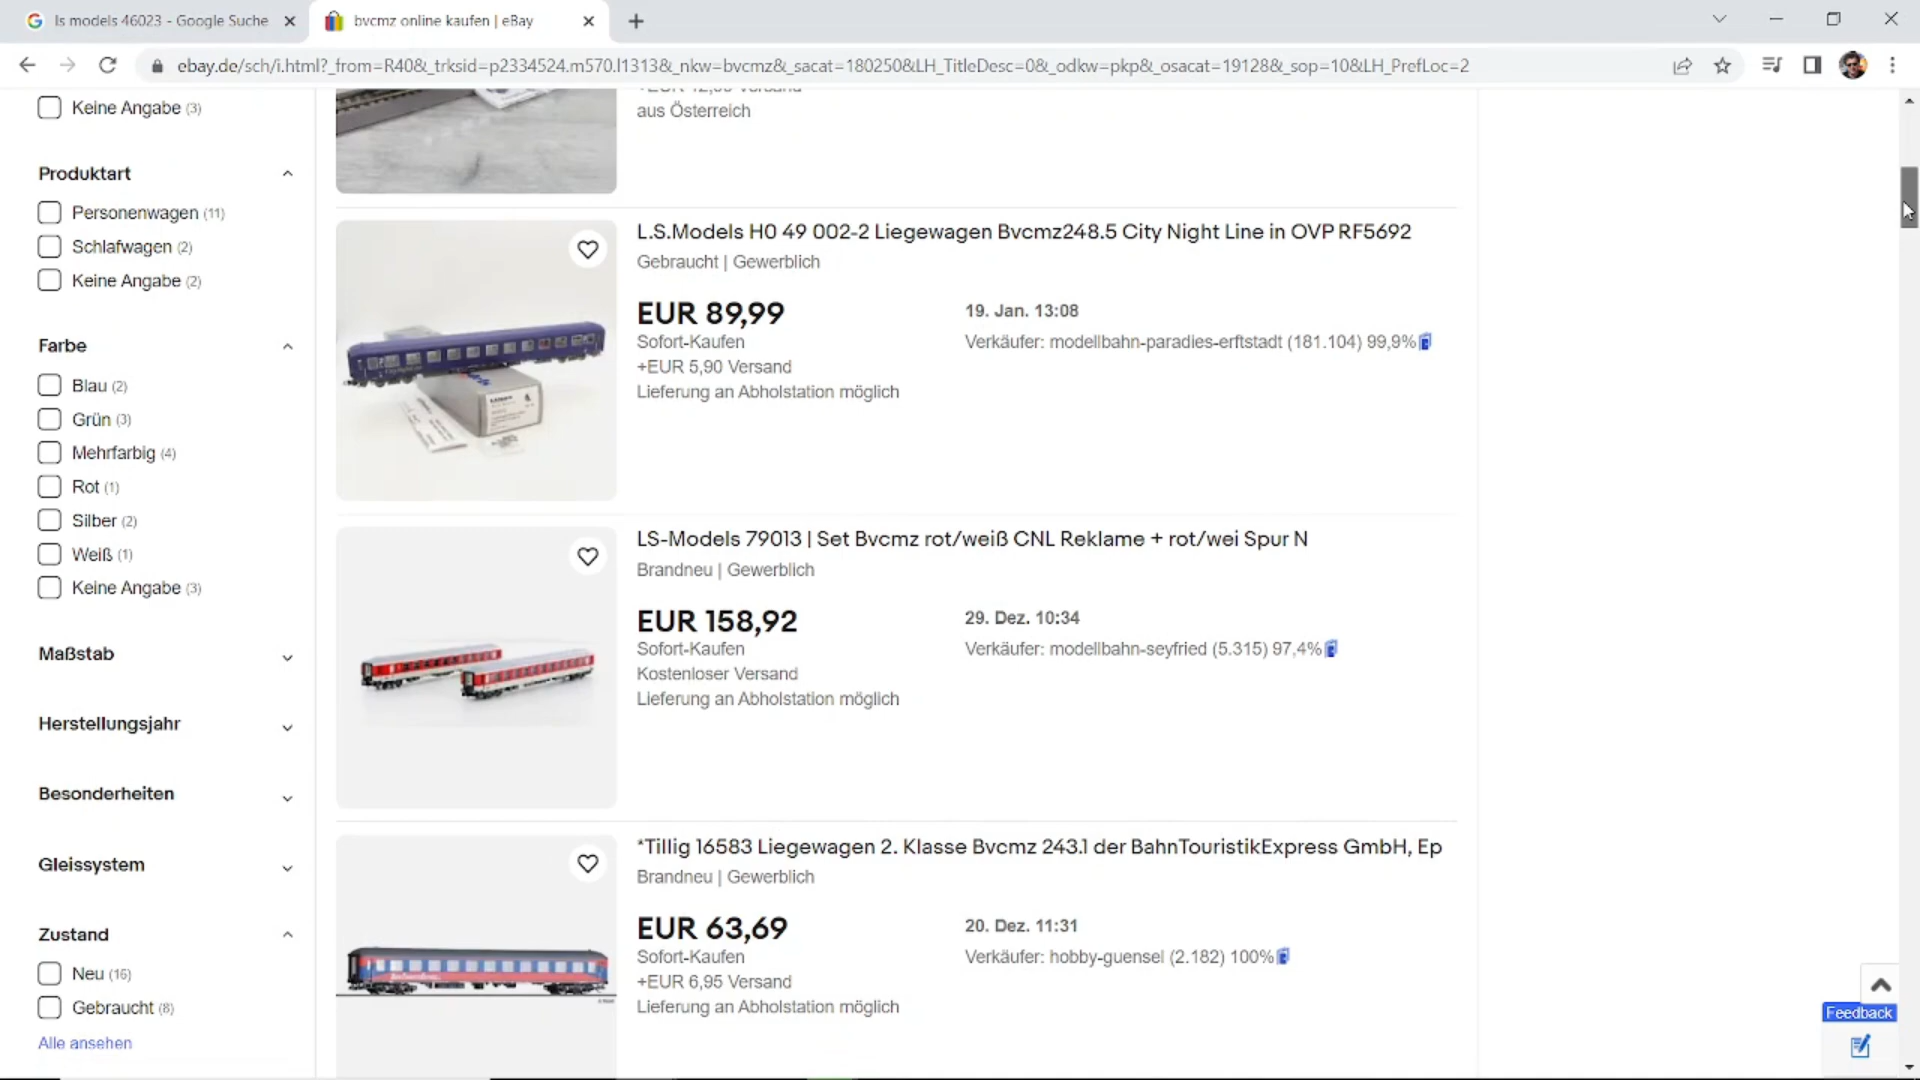 ls models 46023 - Google Suche
bvcmz online kaufen | eBay
ebay.de/sch/i.html?_from=R40&_trksid=p2334524.m570.l1313&_nkw=bvcmz&_sacat=180250&LH_TitleDesc=0&_odkw=pkp&_osacat=19128&_sop=10&LH_PrefLoc=2
Keine Angabe (3)
Produktart
Personenwagen (11)
Schlafwagen (2)
Keine Angabe (2)
Farbe
Blau (2)
Grün (3)
Mehrfarbig (4)
Rot (1)
Silber (2)
Weiß (1)
Keine Angabe (3)
Maßstab
Herstellungsjahr
Besonderheiten
Gleissystem
Zustand
Neu (16)
Gebraucht (8)
Alle ansehen
aus Österreich
L.S.Models H0 49 002-2 Liegewagen Bvcmz248.5 City Night Line in OVP RF5692
Gebraucht | Gewerblich
EUR 89,99
19. Jan. 13:08
Sofort-Kaufen
Verkäufer: modellbahn-paradies-erftstadt (181.104) 99,9%
+EUR 5,90 Versand
Lieferung an Abholstation möglich
LS-Models 79013 | Set Bvcmz rot/weiß CNL Reklame + rot/wei Spur N
Brandneu | Gewerblich
EUR 158,92
29. Dez. 10:34
Sofort-Kaufen
Verkäufer: modellbahn-seyfried (5.315) 97,4%
Kostenloser Versand
Lieferung an Abholstation möglich
*Tillig 16583 Liegewagen 2. Klasse Bvcmz 243.1 der BahnTouristikExpress GmbH, Ep
Brandneu | Gewerblich
EUR 63,69
20. Dez. 11:31
Sofort-Kaufen
Verkäufer: hobby-guensel (2.182) 100%
+EUR 6,95 Versand
Lieferung an Abholstation möglich
Feedback